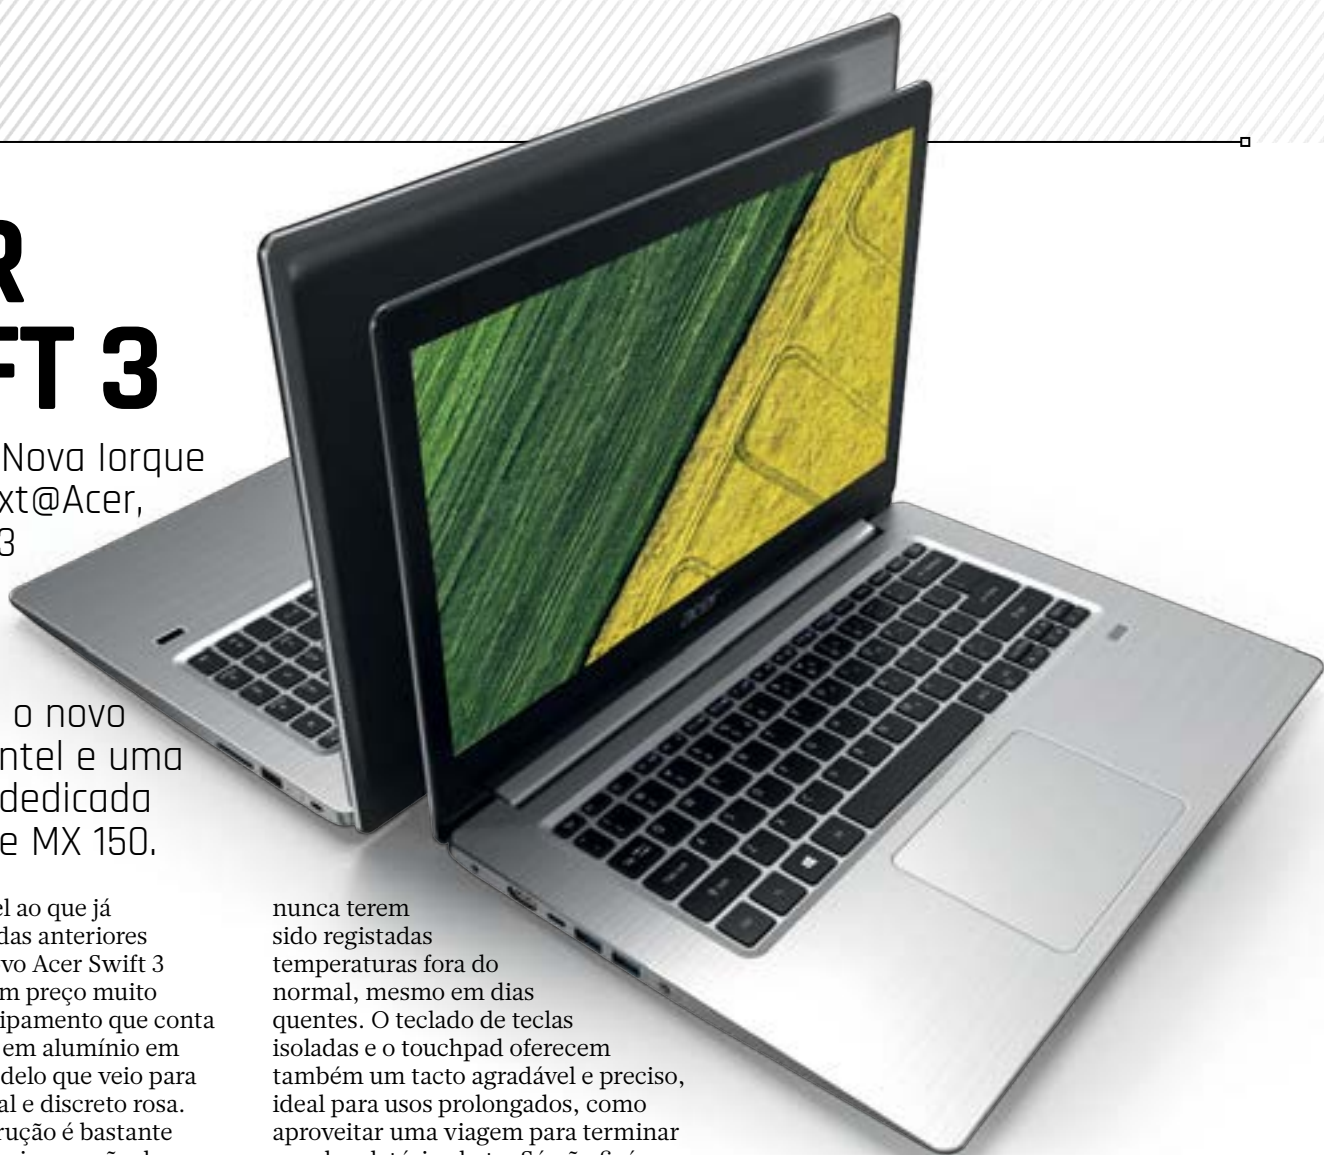 R
FT 3
Nova Iorque
xt@Acer,
3
o novo
ntel e uma
dedicada
e MX 150.
el ao que já
das anteriores
vo Acer Swift 3
m preço muito
ipamento que conta
em alumínio em
delo que veio para
al e discreto rosa.
rução é bastante
nunca terem
sido registadas
temperaturas fora do
normal, mesmo em dias
quentes. O teclado de teclas
isoladas e o touchpad oferecem
também um tacto agradável e preciso,
ideal para usos prolongados, como
aproveitar uma viagem para terminar
acer